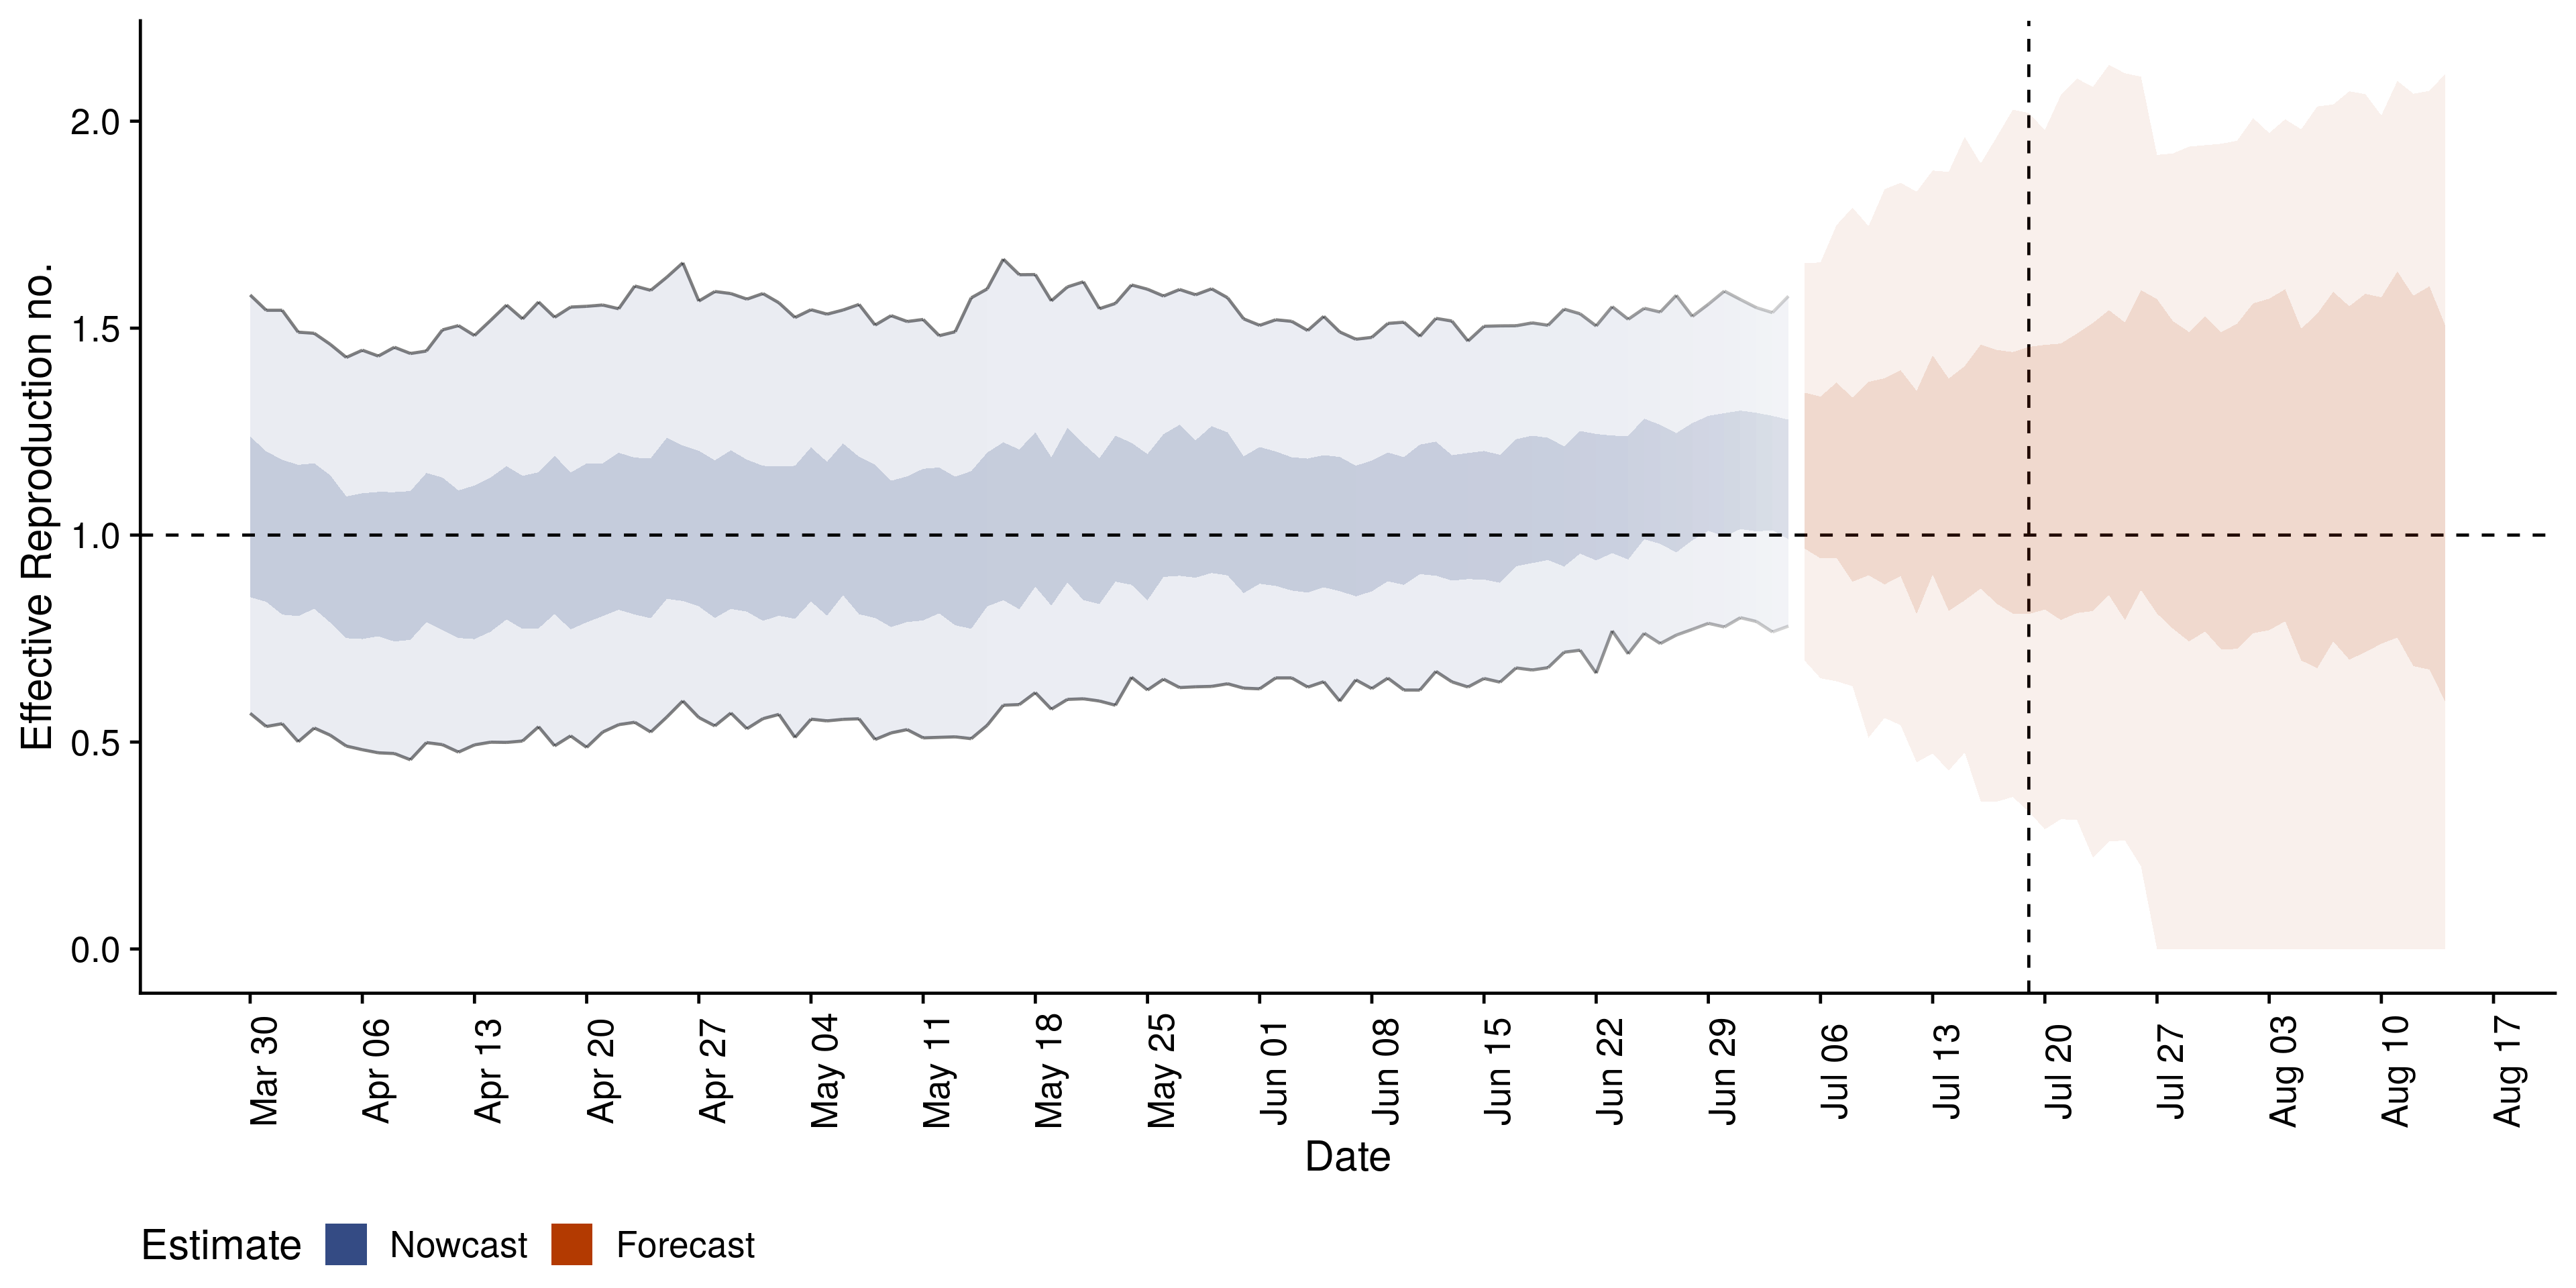 Effective Reproduction no.
2.0
1.5
1.0
0.5
0.0
Mar 30
Apr 06
Apr 13
Apr 20
Apr 27
May 04
May 11
May 18
May 25
Jun 01
Jun 08
Jun 15
Jun 22
Jun 29
Jul 06
Jul 13
Jul 20
Jul 27
Aug 03
Aug 10
Aug 17
Date
Estimate Nowcast Forecast